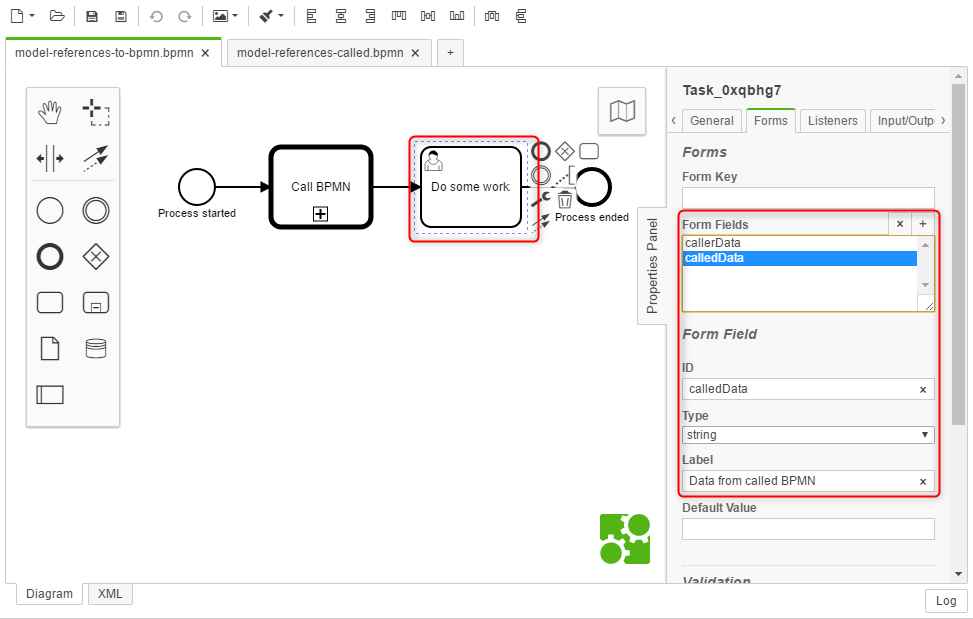 model-references-to-bpmn.bpmn ×
model-references-called.bpmn ×
+
Process started
Call BPMN
Do some work
Process ended
Properties Panel
Task_0xqbhg7
General
Forms
Listeners
Input/Outp
Forms
Form Key
Form Fields × +
callerData
calledData
Form Field
ID
calledData ×
Type
string
Label
Data from called BPMN ×
Default Value
Validation
Diagram
XML
Log